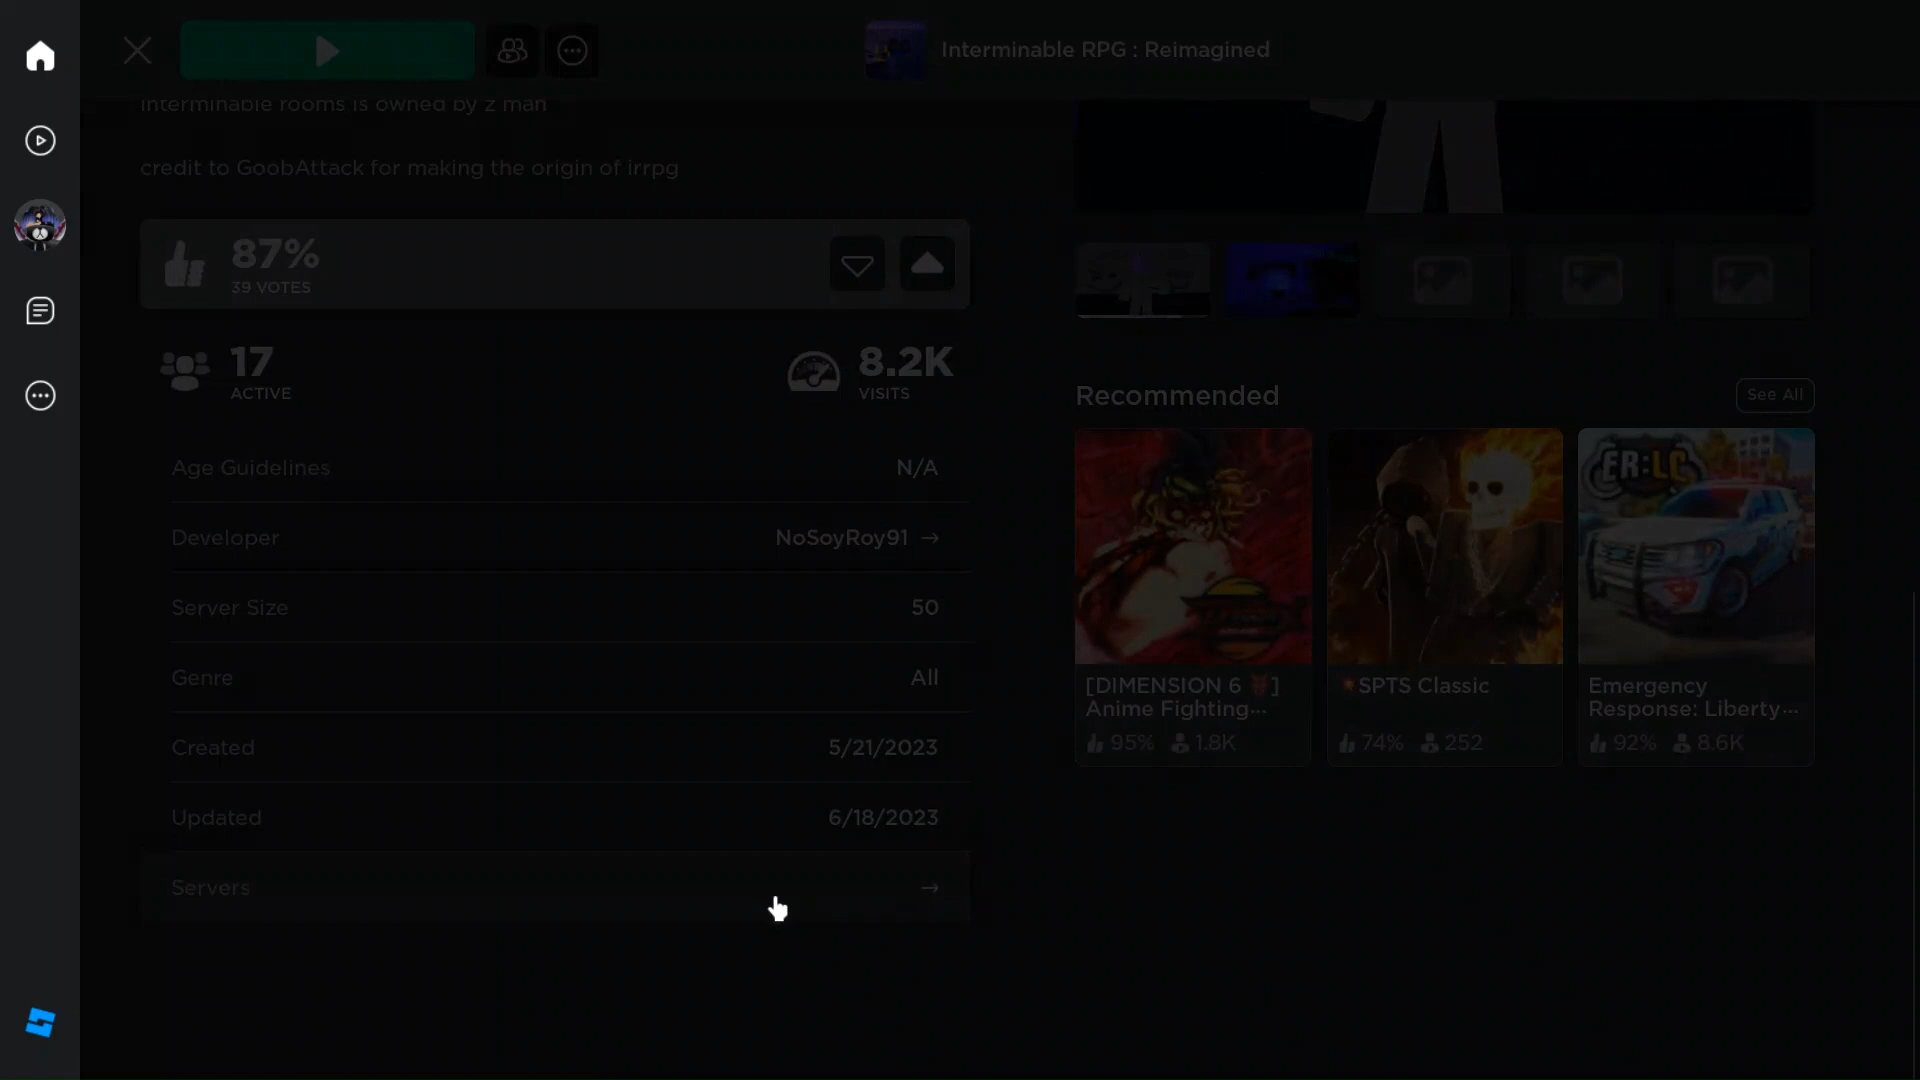 Interminable RPG : Reimagined
interminable rooms is owned by z man
credit to GoobAttack for making the origin of irrpg
87%
39 VOTES
17
ACTIVE
8.2K
VISITS
Age Guidelines N/A
Developer NoSoyRoy91 →
Server Size 50
Genre All
Created 5/21/2023
Updated 6/18/2023
Servers →
Recommended
See All
ER:LC
[DIMENSION 6 👹]
Anime Fighting...
95% 1.8K
💥SPTS Classic
74% 252
Emergency
Response: Liberty...
92% 8.6K